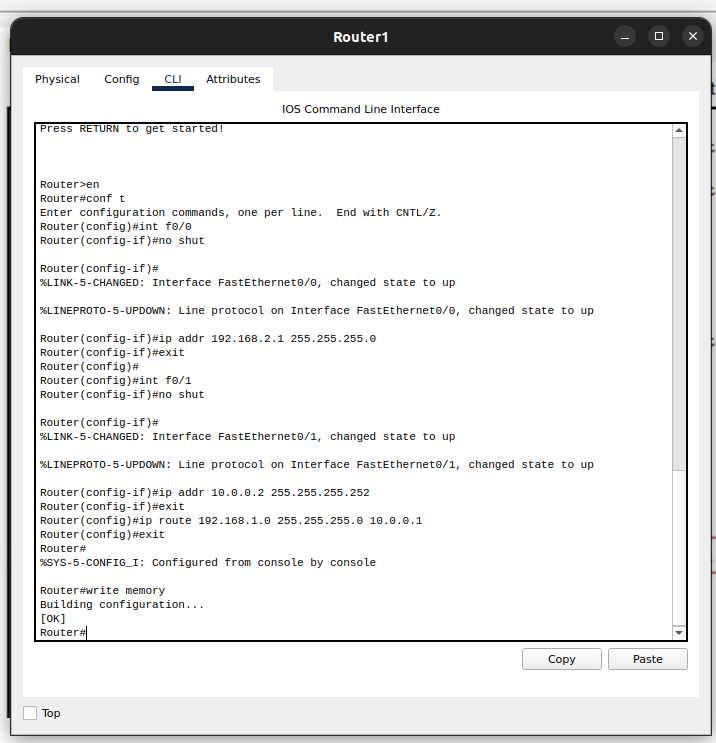 Router1
Physical Config CLI Attributes
IOS Command Line Interface
Press RETURN to get started!
Router>en
Router#conf t
Enter configuration commands, one per line.  End with CNTL/Z.
Router(config)#int f0/0
Router(config-if)#no shut
Router(config-if)#
%LINK-5-CHANGED: Interface FastEthernet0/0, changed state to up
%LINEPROTO-5-UPDOWN: Line protocol on Interface FastEthernet0/0, changed state to up
Router(config-if)#ip addr 192.168.2.1 255.255.255.0
Router(config-if)#exit
Router(config)#
Router(config)#int f0/1
Router(config-if)#no shut
Router(config-if)#
%LINK-5-CHANGED: Interface FastEthernet0/1, changed state to up
%LINEPROTO-5-UPDOWN: Line protocol on Interface FastEthernet0/1, changed state to up
Router(config-if)#ip addr 10.0.0.2 255.255.255.252
Router(config-if)#exit
Router(config)#ip route 192.168.1.0 255.255.255.0 10.0.0.1
Router(config)#exit
Router#
%SYS-5-CONFIG_I: Configured from console by console
Router#write memory
Building configuration...
[OK]
Router#
Copy Paste
Top